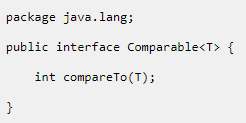 package java.lang;
public interface Comparable<T> {
    int compareTo(T);
}